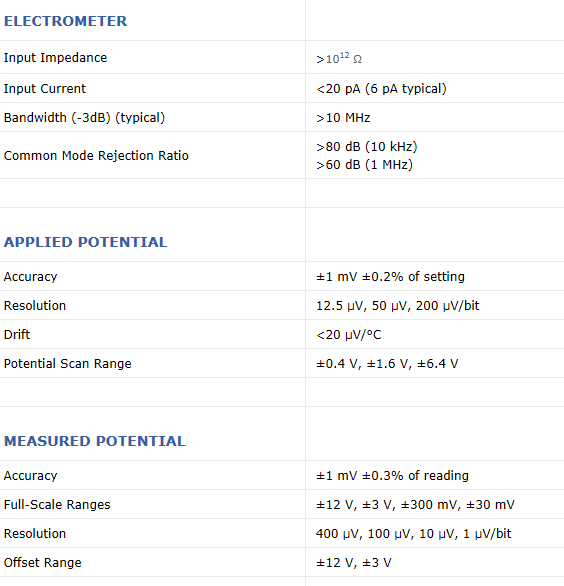 ELECTROMETER
Input Impedance >10¹² Ω
Input Current <20 pA (6 pA typical)
Bandwidth (-3dB) (typical) >10 MHz
Common Mode Rejection Ratio >80 dB (10 kHz)
>60 dB (1 MHz)
APPLIED POTENTIAL
Accuracy ±1 mV ±0.2% of setting
Resolution 12.5 µV, 50 µV, 200 µV/bit
Drift <20 µV/°C
Potential Scan Range ±0.4 V, ±1.6 V, ±6.4 V
MEASURED POTENTIAL
Accuracy ±1 mV ±0.3% of reading
Full-Scale Ranges ±12 V, ±3 V, ±300 mV, ±30 mV
Resolution 400 µV, 100 µV, 10 µV, 1 µV/bit
Offset Range ±12 V, ±3 V